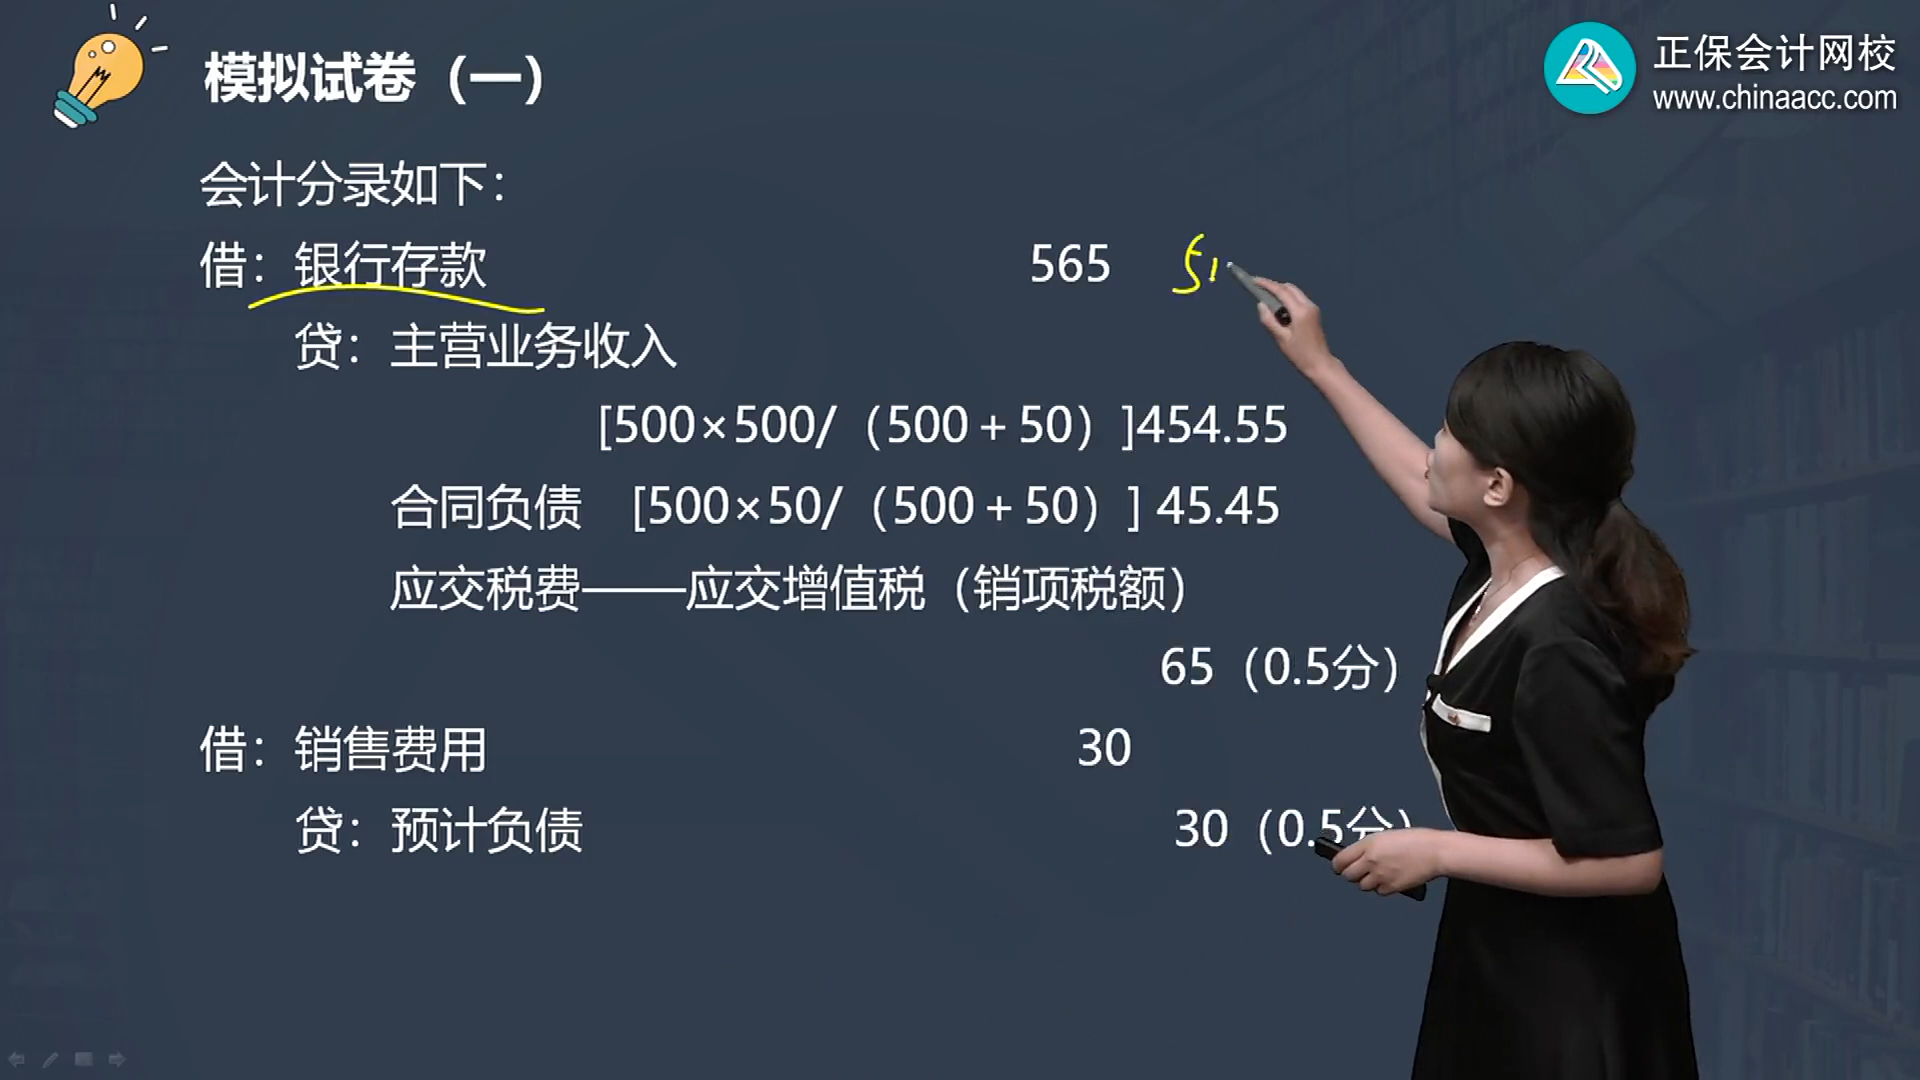 模拟试卷（一）
正保会计网校
www.chinaacc.com
会计分录如下：
借：银行存款 565
贷：主营业务收入
[500×500/（500＋50）]454.55
合同负债 [500×50/（500＋50）] 45.45
应交税费——应交增值税（销项税额）
65（0.5分）
借：销售费用 30
贷：预计负债 30（0.5分）